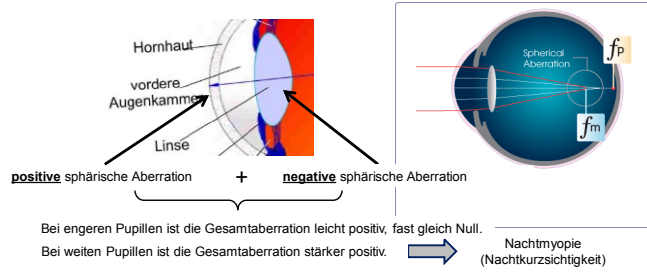 Hornhaut
vordere
Augenkammer
Linse
positive sphärische Aberration + negative sphärische Aberration
Spherical
Aberration
fp
fm
Bei engeren Pupillen ist die Gesamtaberration leicht positiv, fast gleich Null.
Bei weiten Pupillen ist die Gesamtaberration stärker positiv.
Nachtmyopie
(Nachtkurzsichtigkeit)